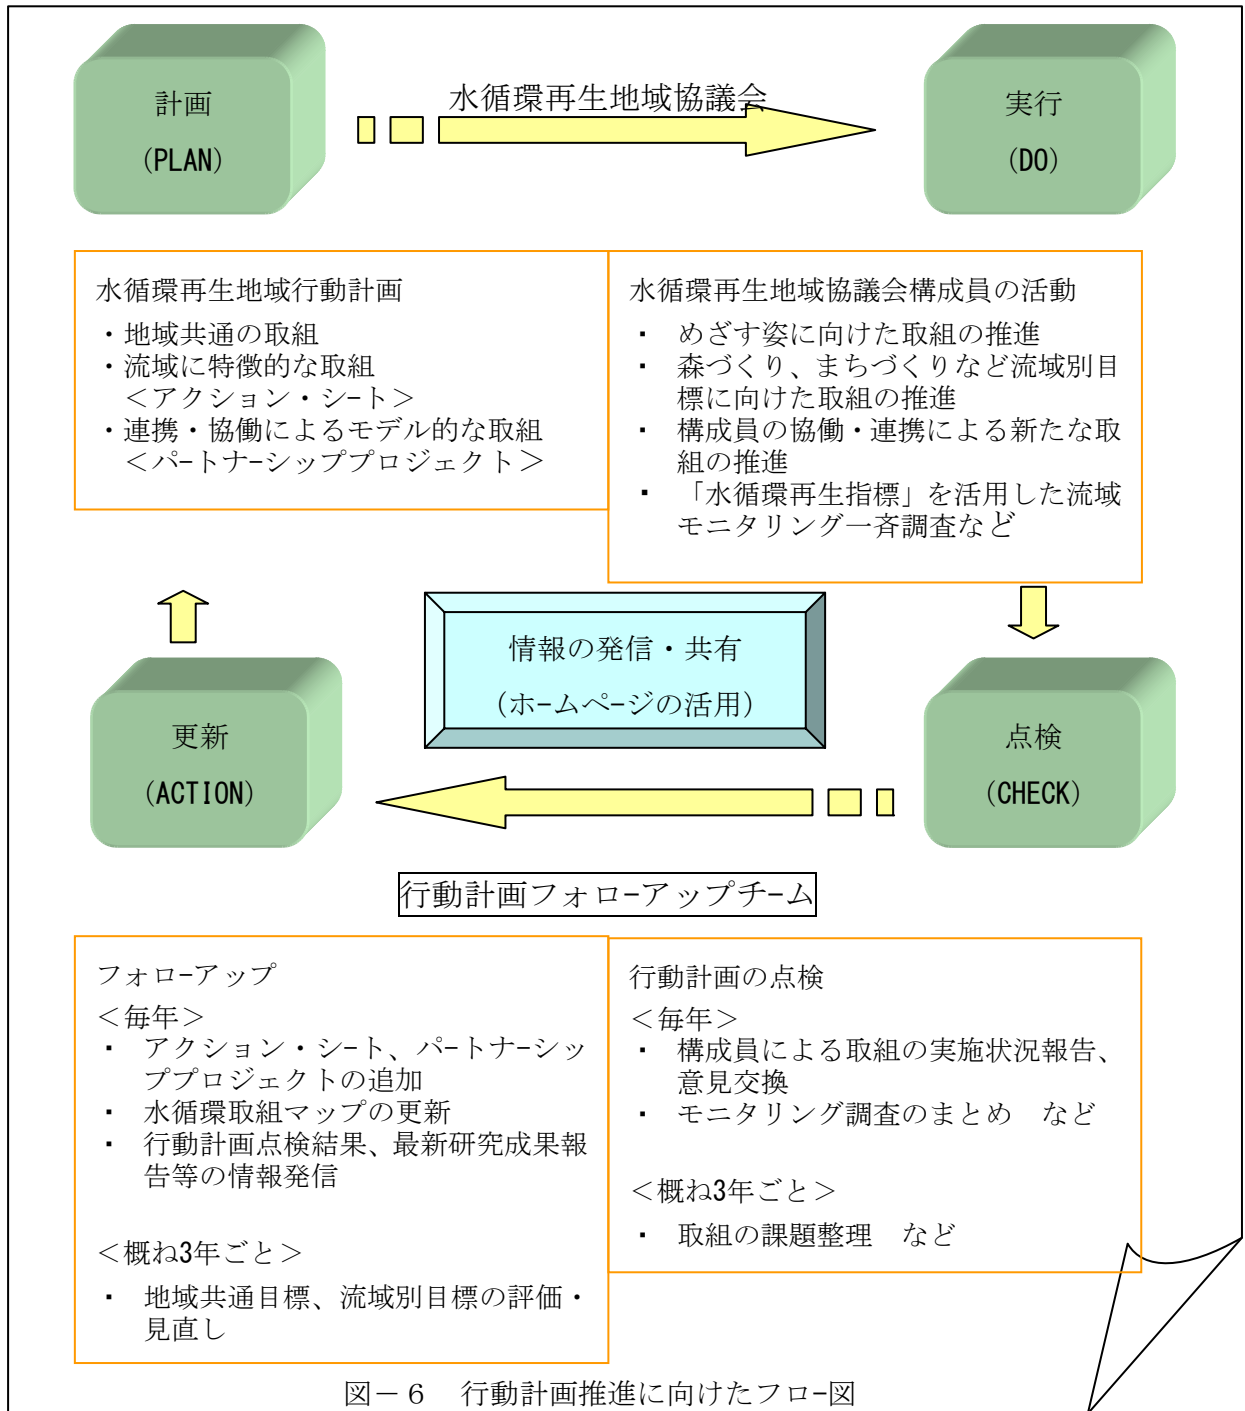 計画
(PLAN)
水循環再生地域協議会
実行
(DO)
水循環再生地域行動計画
・地域共通の取組
・流域に特徴的な取組
＜アクション・シート＞
・連携・協働によるモデル的な取組
＜パートナーシッププロジェクト＞
水循環再生地域協議会構成員の活動
・ めざす姿に向けた取組の推進
・ 森づくり、まちづくりなど流域別目
標に向けた取組の推進
・ 構成員の協働・連携による新たな取
組の推進
・ 「水循環再生指標」を活用した流域
モニタリング一斉調査など
情報の発信・共有
(ホームページの活用)
更新
(ACTION)
点検
(CHECK)
行動計画フォローアップチーム
フォローアップ
＜毎年＞
・ アクション・シート、パートナーシッ
ププロジェクトの追加
・ 水循環取組マップの更新
・ 行動計画点検結果、最新研究成果報
告等の情報発信
＜概ね3年ごと＞
・ 地域共通目標、流域別目標の評価・
見直し
行動計画の点検
＜毎年＞
・ 構成員による取組の実施状況報告、
意見交換
・ モニタリング調査のまとめ　など
＜概ね3年ごと＞
・ 取組の課題整理　など
図－６　行動計画推進に向けたフロー図